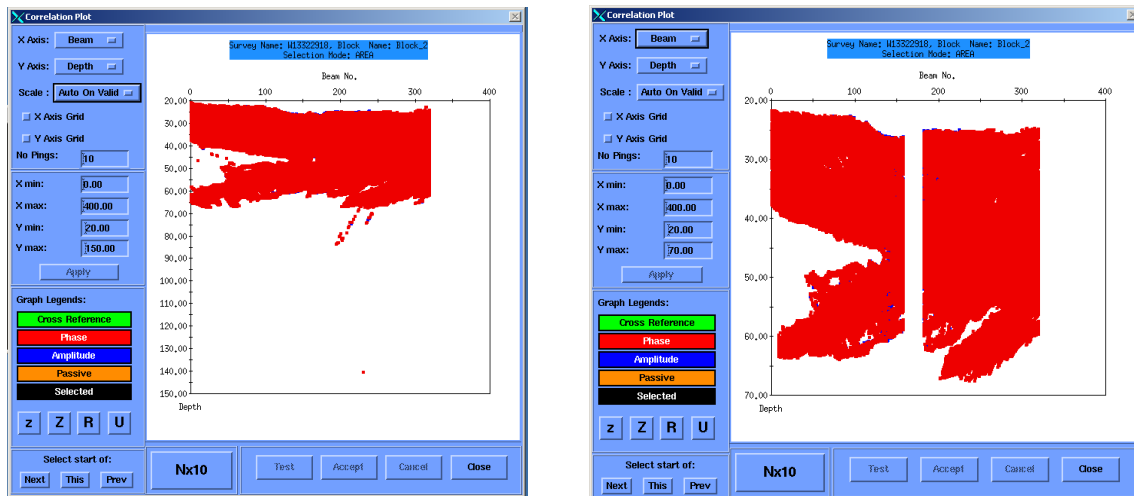 Correlation Plot
X Axis: Beam
Y Axis: Depth
Scale : Auto On Valid
X Axis Grid
Y Axis Grid
No Pings: 10
X min: 0.00
X max: 400.00
Y min: 20.00
Y max: 150.00
Apply
Graph Legends:
Cross Reference
Phase
Amplitude
Passive
Selected
z Z R U
Select start of:
Next This Prev
Survey Name: W13322910, Block Name: Block_2
Selection Mode: AREA
Beam No.
0 100 200 300 400
20.00
30.00
40.00
50.00
60.00
70.00
80.00
90.00
100.00
110.00
120.00
130.00
140.00
150.00
Depth
Nx10
Test Accept Cancel Close
Correlation Plot
X Axis: Beam
Y Axis: Depth
Scale : Auto On Valid
X Axis Grid
Y Axis Grid
No Pings: 10
X min: 0.00
X max: 400.00
Y min: 20.00
Y max: 70.00
Apply
Graph Legends:
Cross Reference
Phase
Amplitude
Passive
Selected
z Z R U
Select start of:
Next This Prev
Survey Name: W13322910, Block Name: Block_2
Selection Mode: AREA
Beam No.
0 100 200 300 400
20.00
30.00
40.00
50.00
60.00
70.00
Depth
Nx10
Test Accept Cancel Close